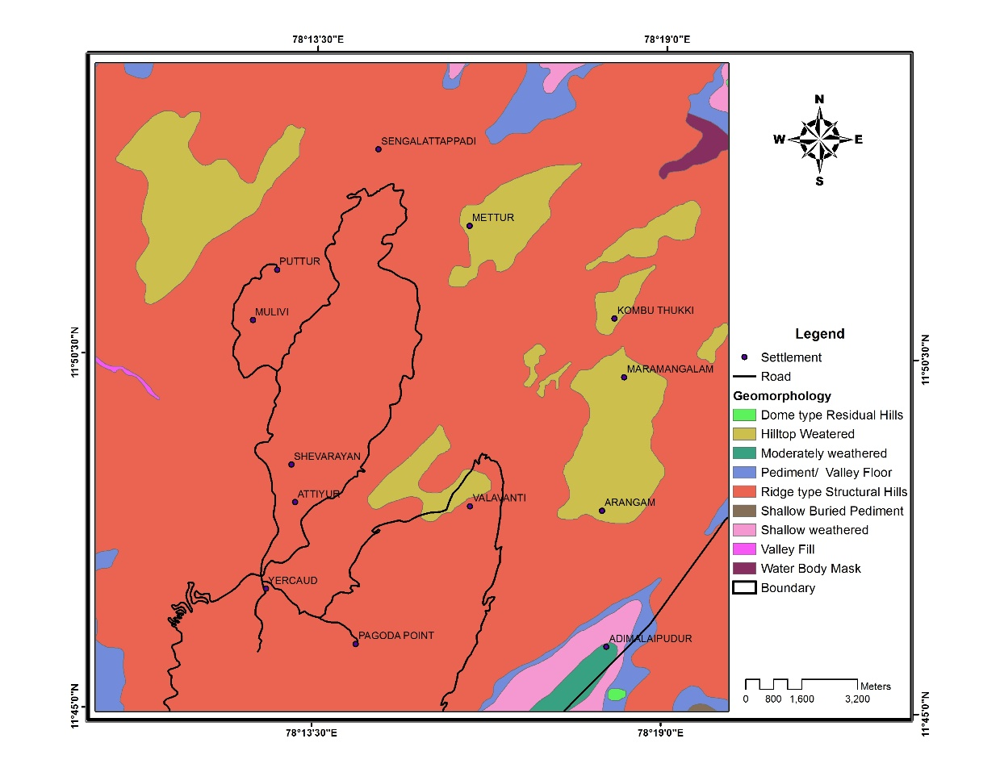 78°13'30"E
78°19'0"E
N
W
E
S
SENGALATTAPPADI
METTUR
PUTTUR
MULIVI
KOMBU THUKKI
11°50'30"N
11°50'30"N
MARAMANGALAM
SHEVARAYAN
ATTIYUR
VALAVANTI
ARANGAM
YERCAUD
PAGODA POINT
ADIMALAIPUDUR
Legend
Settlement
Road
Geomorphology
Dome type Residual Hills
Hilltop Weatered
Moderately weathered
Pediment/ Valley Floor
Ridge type Structural Hills
Shallow Buried Pediment
Shallow weathered
Valley Fill
Water Body Mask
Boundary
Meters
0 800 1,600 3,200
11°45'0"N
11°45'0"N
78°13'30"E
78°19'0"E